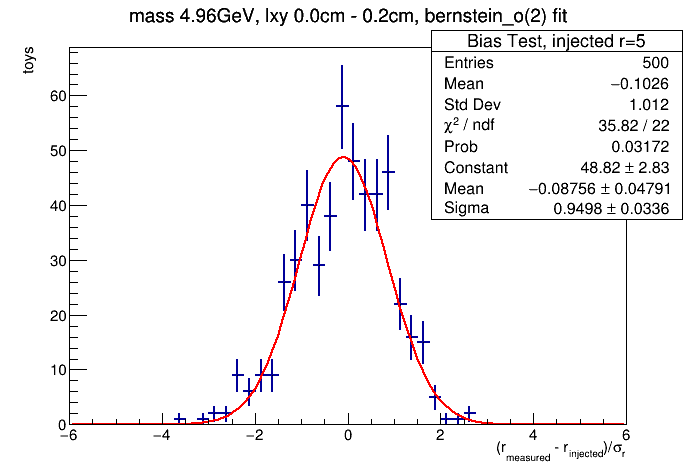 mass 4.96GeV, lxy 0.0cm - 0.2cm, bernstein_o(2) fit
Bias Test, injected r=5
Entries 500
Mean −0.1026
Std Dev 1.012
χ² / ndf 35.82 / 22
Prob 0.03172
Constant 48.82 ± 2.83
Mean −0.08756 ± 0.04791
Sigma 0.9498 ± 0.0336
toys
60
50
40
30
20
10
0
−6 −4 −2 0 2 4 6
(r_measured - r_injected)/σ_r